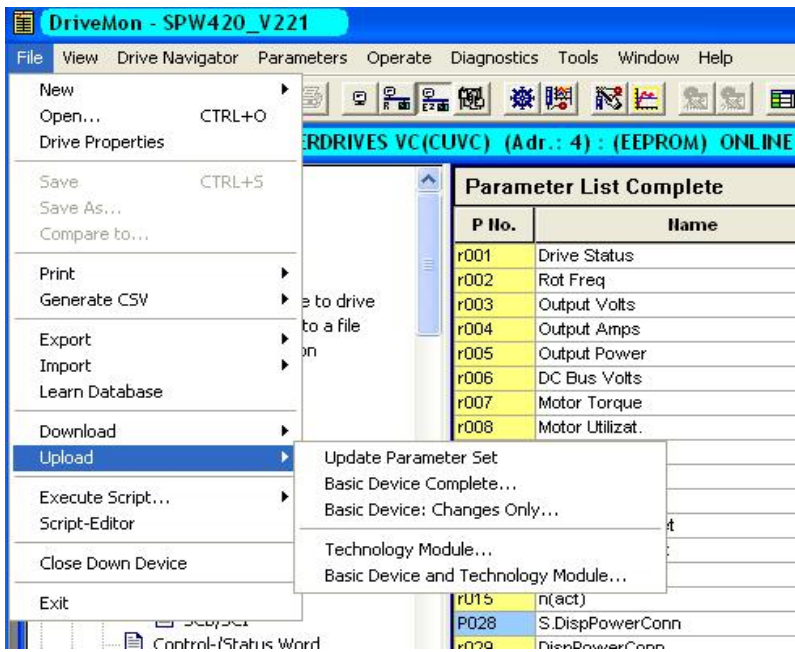 DriveMon - SPW420_V221
File View Drive Navigator Parameters Operate Diagnostics Tools Window Help
New
Open... CTRL+O
Drive Properties
ERDRIVES VC(CUVC) (Adr.: 4) : (EEPROM) ONLINE
Save CTRL+S
Save As...
Compare to...
Print
Generate CSV
Export
Import
Learn Database
Download
Upload
Execute Script...
Script-Editor
Close Down Device
Exit
Update Parameter Set
Basic Device Complete...
Basic Device: Changes Only...
Technology Module...
Basic Device and Technology Module...
e to drive
to a file
on
Parameter List Complete
P No. Name
r001 Drive Status
r002 Rot Freq
r003 Output Volts
r004 Output Amps
r005 Output Power
r006 DC Bus Volts
r007 Motor Torque
r008 Motor Utilizat.
r015 n(act)
P028 S.DispPowerConn
r029 DispPowerConn
SCB/SCI
Control-/Status Word